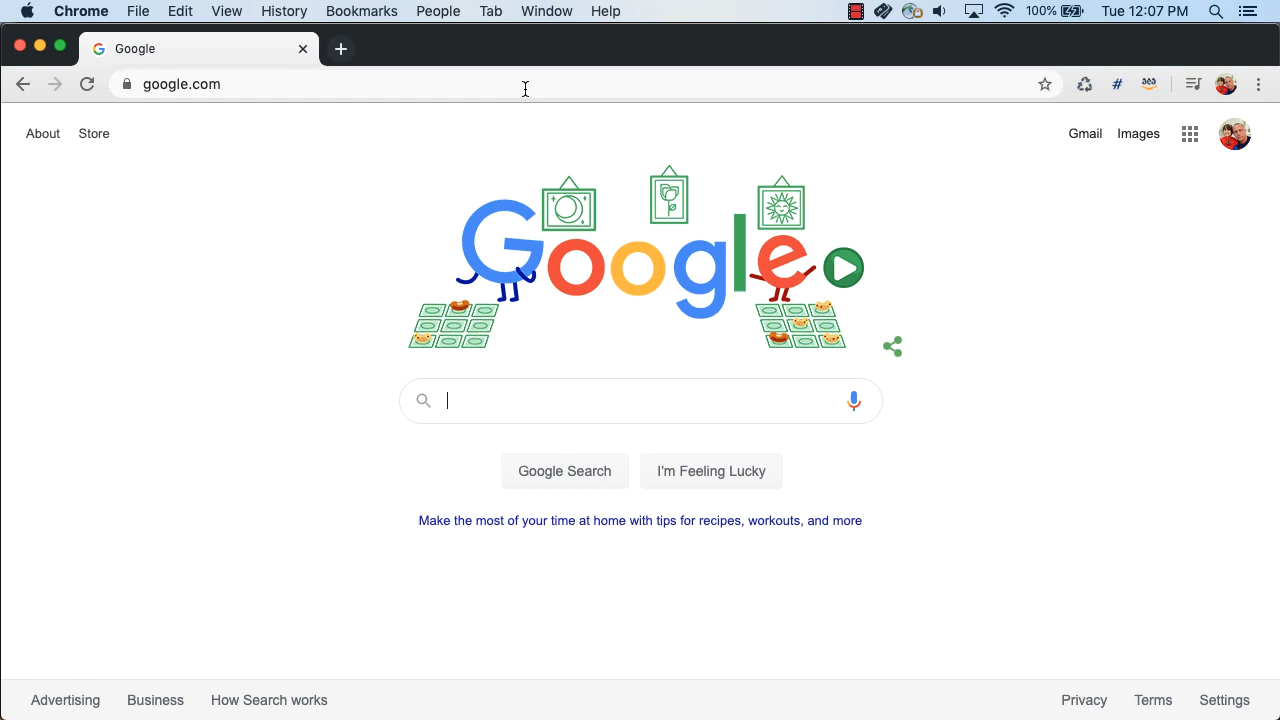 Chrome File Edit View History Bookmarks People Tab Window Help 100% Tue 12:07 PM
Google
google.com # aea
About Store Gmail Images
Google
Google Search I'm Feeling Lucky
Make the most of your time at home with tips for recipes, workouts, and more
Advertising Business How Search works Privacy Terms Settings